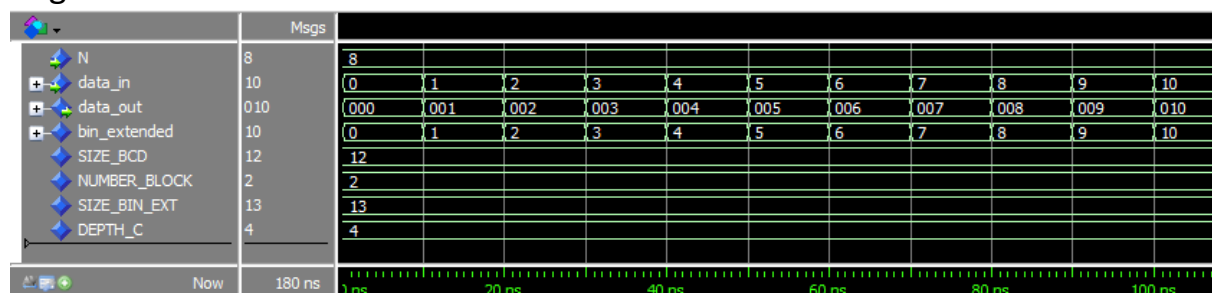 Msgs
N 8 8
data_in 10 0 1 2 3 4 5 6 7 8 9 10
data_out 010 000 001 002 003 004 005 006 007 008 009 010
bin_extended 10 0 1 2 3 4 5 6 7 8 9 10
SIZE_BCD 12 12
NUMBER_BLOCK 2 2
SIZE_BIN_EXT 13 13
DEPTH_C 4 4
Now 180 ns ns 20 ns 40 ns 60 ns 80 ns 100 ns